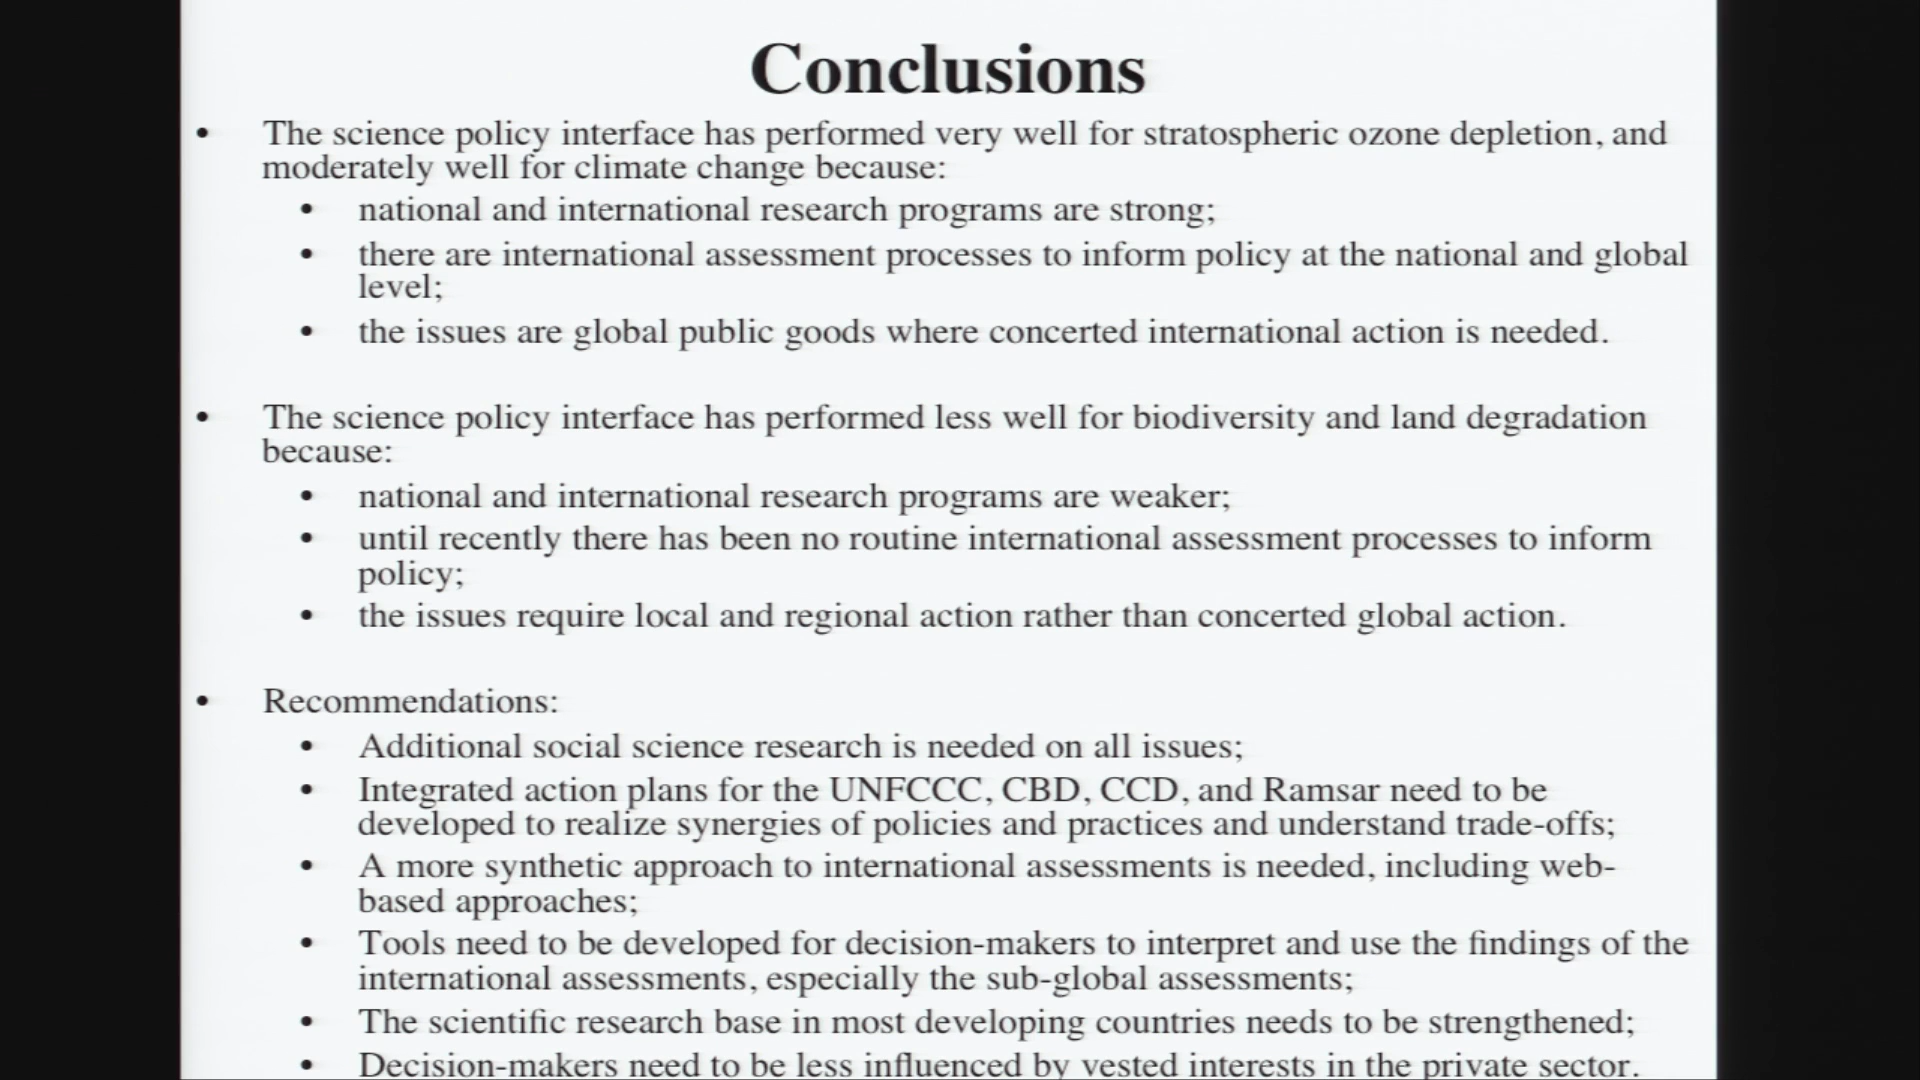 Conclusions
• The science policy interface has performed very well for stratospheric ozone depletion, and
moderately well for climate change because:
• national and international research programs are strong;
• there are international assessment processes to inform policy at the national and global
level;
• the issues are global public goods where concerted international action is needed.
• The science policy interface has performed less well for biodiversity and land degradation
because:
• national and international research programs are weaker;
• until recently there has been no routine international assessment processes to inform
policy;
• the issues require local and regional action rather than concerted global action.
• Recommendations:
• Additional social science research is needed on all issues;
• Integrated action plans for the UNFCCC, CBD, CCD, and Ramsar need to be
developed to realize synergies of policies and practices and understand trade-offs;
• A more synthetic approach to international assessments is needed, including web-
based approaches;
• Tools need to be developed for decision-makers to interpret and use the findings of the
international assessments, especially the sub-global assessments;
• The scientific research base in most developing countries needs to be strengthened;
• Decision-makers need to be less influenced by vested interests in the private sector.